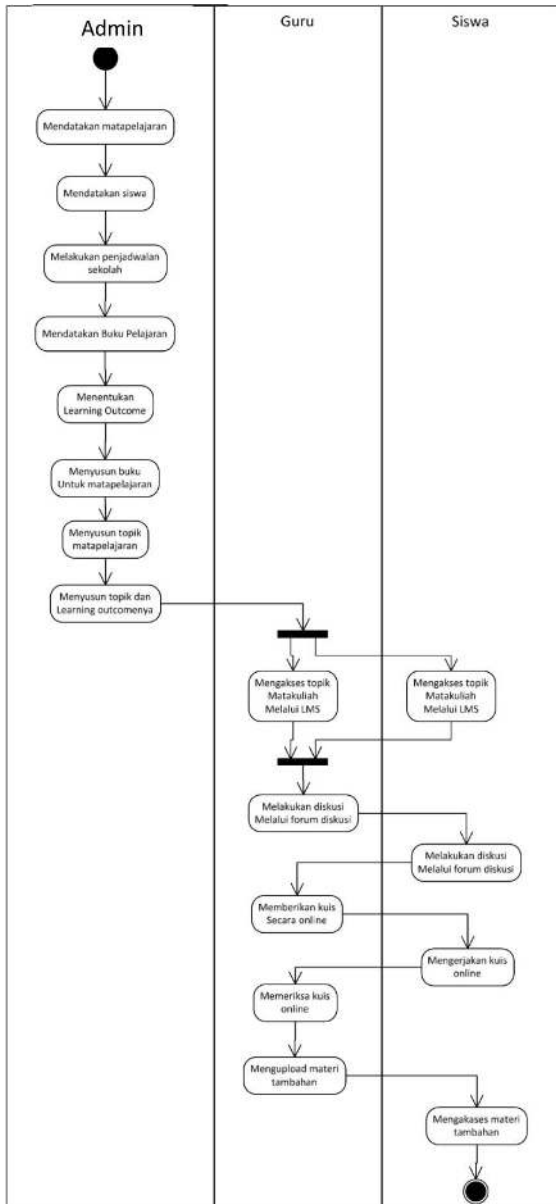 Admin
Guru
Siswa
Mendatakan matapelajaran
Mendatakan siswa
Melakukan penjadwalan
sekolah
Mendatakan Buku Pelajaran
Menentukan
Learning Outcome
Menyusun buku
Untuk matapelajaran
Menyusun topik
matapelajaran
Menyusun topik dan
Learning outcomenya
Mengakses topik
Matakuliah
Melalui LMS
Mengakses topik
Matakuliah
Melalui LMS
Melakukan diskusi
Melalui forum diskusi
Melakukan diskusi
Melalui forum diskusi
Memberikan kuis
Secara online
Mengerjakan kuis
online
Memeriksa kuis
online
Mengupload materi
tambahan
Mengakases materi
tambahan